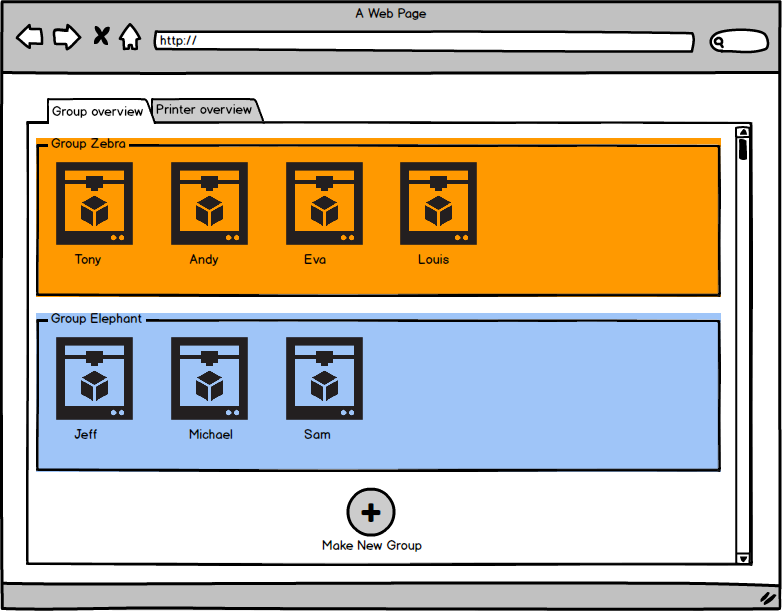 A Web Page
http://
Group overview
Printer overview
Group Zebra
Tony
Andy
Eva
Louis
Group Elephant
Jeff
Michael
Sam
Make New Group